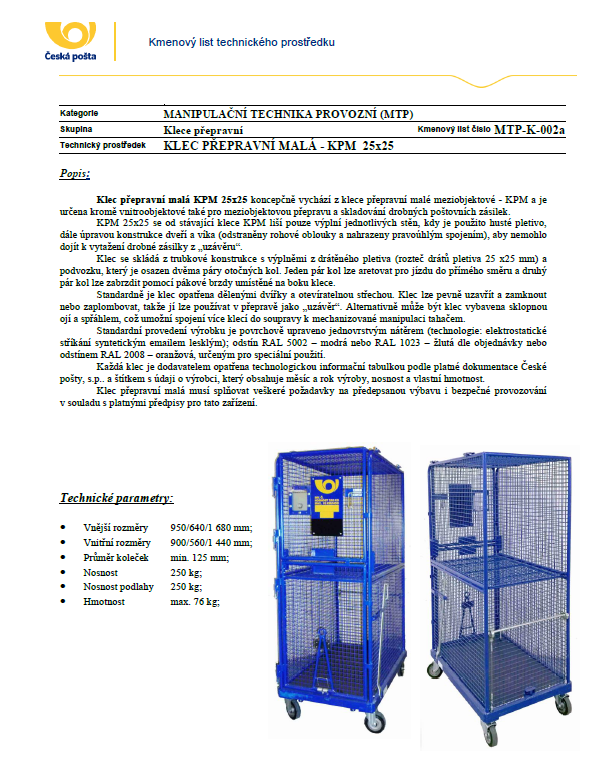 Česká pošta
Kmenový list technického prostředku
Kategorie MANIPULAČNÍ TECHNIKA PROVOZNÍ (MTP)
Skupina Klece přepravní Kmenový list číslo MTP-K-002a
Technický prostředek KLEC PŘEPRAVNÍ MALÁ - KPM 25x25
Popis:
Klec přepravní malá KPM 25x25 koncepčně vychází z klece přepravní malé meziobjektové - KPM a je
určena kromě vnitroobjektové také pro meziobjektovou přepravu a skladování drobných poštovních zásilek.
KPM 25x25 se od stávající klece KPM liší pouze výplní jednotlivých stěn, kdy je použito husté pletivo,
dále úpravou konstrukce dveří a víka (odstraněny rohové oblouky a nahrazeny pravoúhlým spojením), aby nemohlo
dojít k vytažení drobné zásilky z „uzávěru“.
Klec se skládá z trubkové konstrukce s výplněmi z drátěného pletiva (rozteč drátů pletiva 25 x25 mm) a
podvozku, který je osazen dvěma páry otočných kol. Jeden pár kol lze aretovat pro jízdu do přímého směru a druhý
pár kol lze zabrzdit pomocí pákové brzdy umístěné na boku klece.
Standardně je klec opatřena dělenými dvířky a otevíratelnou střechou. Klec lze pevně uzavřít a zamknout
nebo zaplombovat, takže jí lze používat v přepravě jako „uzávěr“. Alternativně může být klec vybavena sklopnou
ojí a spřáhlem, což umožní spojení více klecí do soupravy k mechanizované manipulaci tahačem.
Standardní provedení výrobku je povrchově upraveno jednovrstvým nátěrem (technologie: elektrostatické
stříkání syntetickým emailem lesklým); odstín RAL 5002 – modrá nebo RAL 1023 – žlutá dle objednávky nebo
odstínem RAL 2008 – oranžová, určeným pro speciální použití.
Každá klec je dodavatelem opatřena technologickou informační tabulkou podle platné dokumentace České
pošty, s.p.. a štítkem s údaji o výrobci, který obsahuje měsíc a rok výroby, nosnost a vlastní hmotnost.
Klec přepravní malá musí splňovat veškeré požadavky na předepsanou výbavu i bezpečné provozování
v souladu s platnými předpisy pro tato zařízení.
Technické parametry:
• Vnější rozměry 950/640/1 680 mm;
• Vnitřní rozměry 900/560/1 440 mm;
• Průměr koleček min. 125 mm;
• Nosnost 250 kg;
• Nosnost podlahy 250 kg;
• Hmotnost max. 76 kg;